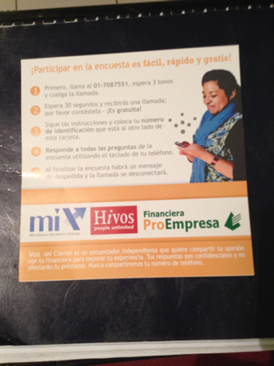 ¡Participar en la encuesta es fácil, rápido y gratis!
1 Primero, llama al 01-7087551, espera 3 tonos
y cuelga la llamada.
2 Espera 30 segundos y recibirás una llamada;
por favor contéstela - ¡Es gratuita!
3 Sigue las instrucciones y coloca tu número
de identificación que está al otro lado de
esta tarjeta.
4 Responde a todas las preguntas de la
encuesta utilizando el teclado de tu teléfono.
Al finalizar la encuesta habrá un mensaje
de despedida y la llamada se desconectará.
mi
Hivos
people unlimited
Financiera
ProEmpresa
Voz del Cliente es un encuestador independiente que quiere compartir tu opinión
con tu financiera para mejorar tu experiencia. Tus respuestas son confidenciales y no
afectarán tu préstamo. Nunca compartiremos tu número de teléfono.